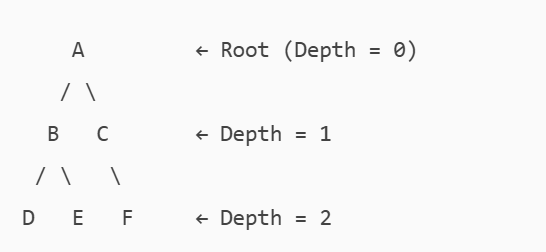 A         ← Root (Depth = 0)
   / \
  B   C       ← Depth = 1
 / \   \
D   E   F     ← Depth = 2